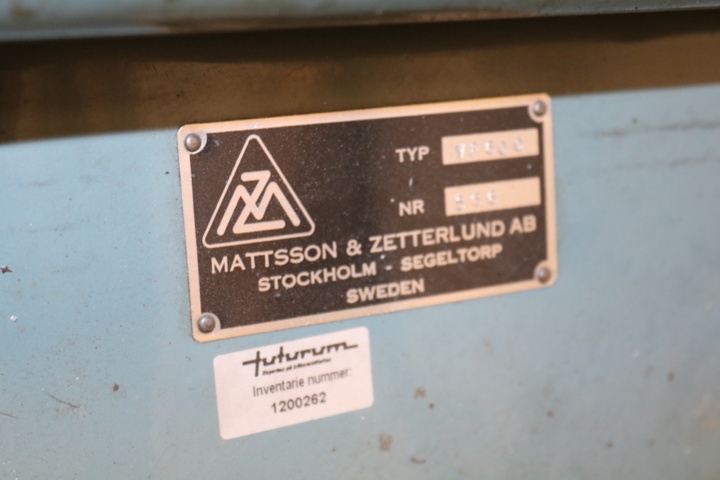 TYP
NR
MATTSSON & ZETTERLUND AB
STOCKHOLM - SEGELTORP
SWEDEN
futurum
Inventarie nummer:
1200262